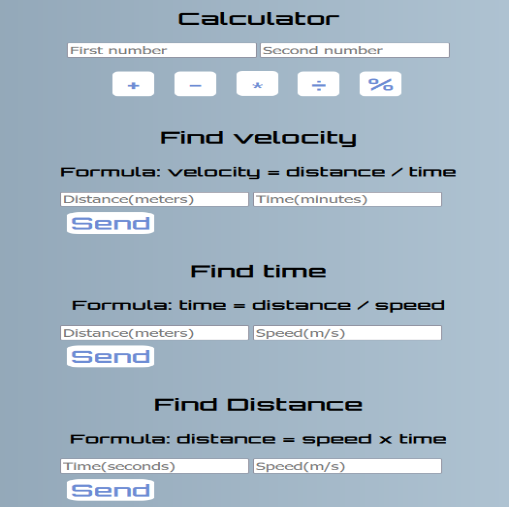 Calculator
First number Second number
+ - * ÷ %
Find velocity
Formula: velocity = distance / time
Distance(meters) Time(minutes)
Send
Find time
Formula: time = distance / speed
Distance(meters) Speed(m/s)
Send
Find Distance
Formula: distance = speed x time
Time(seconds) Speed(m/s)
Send